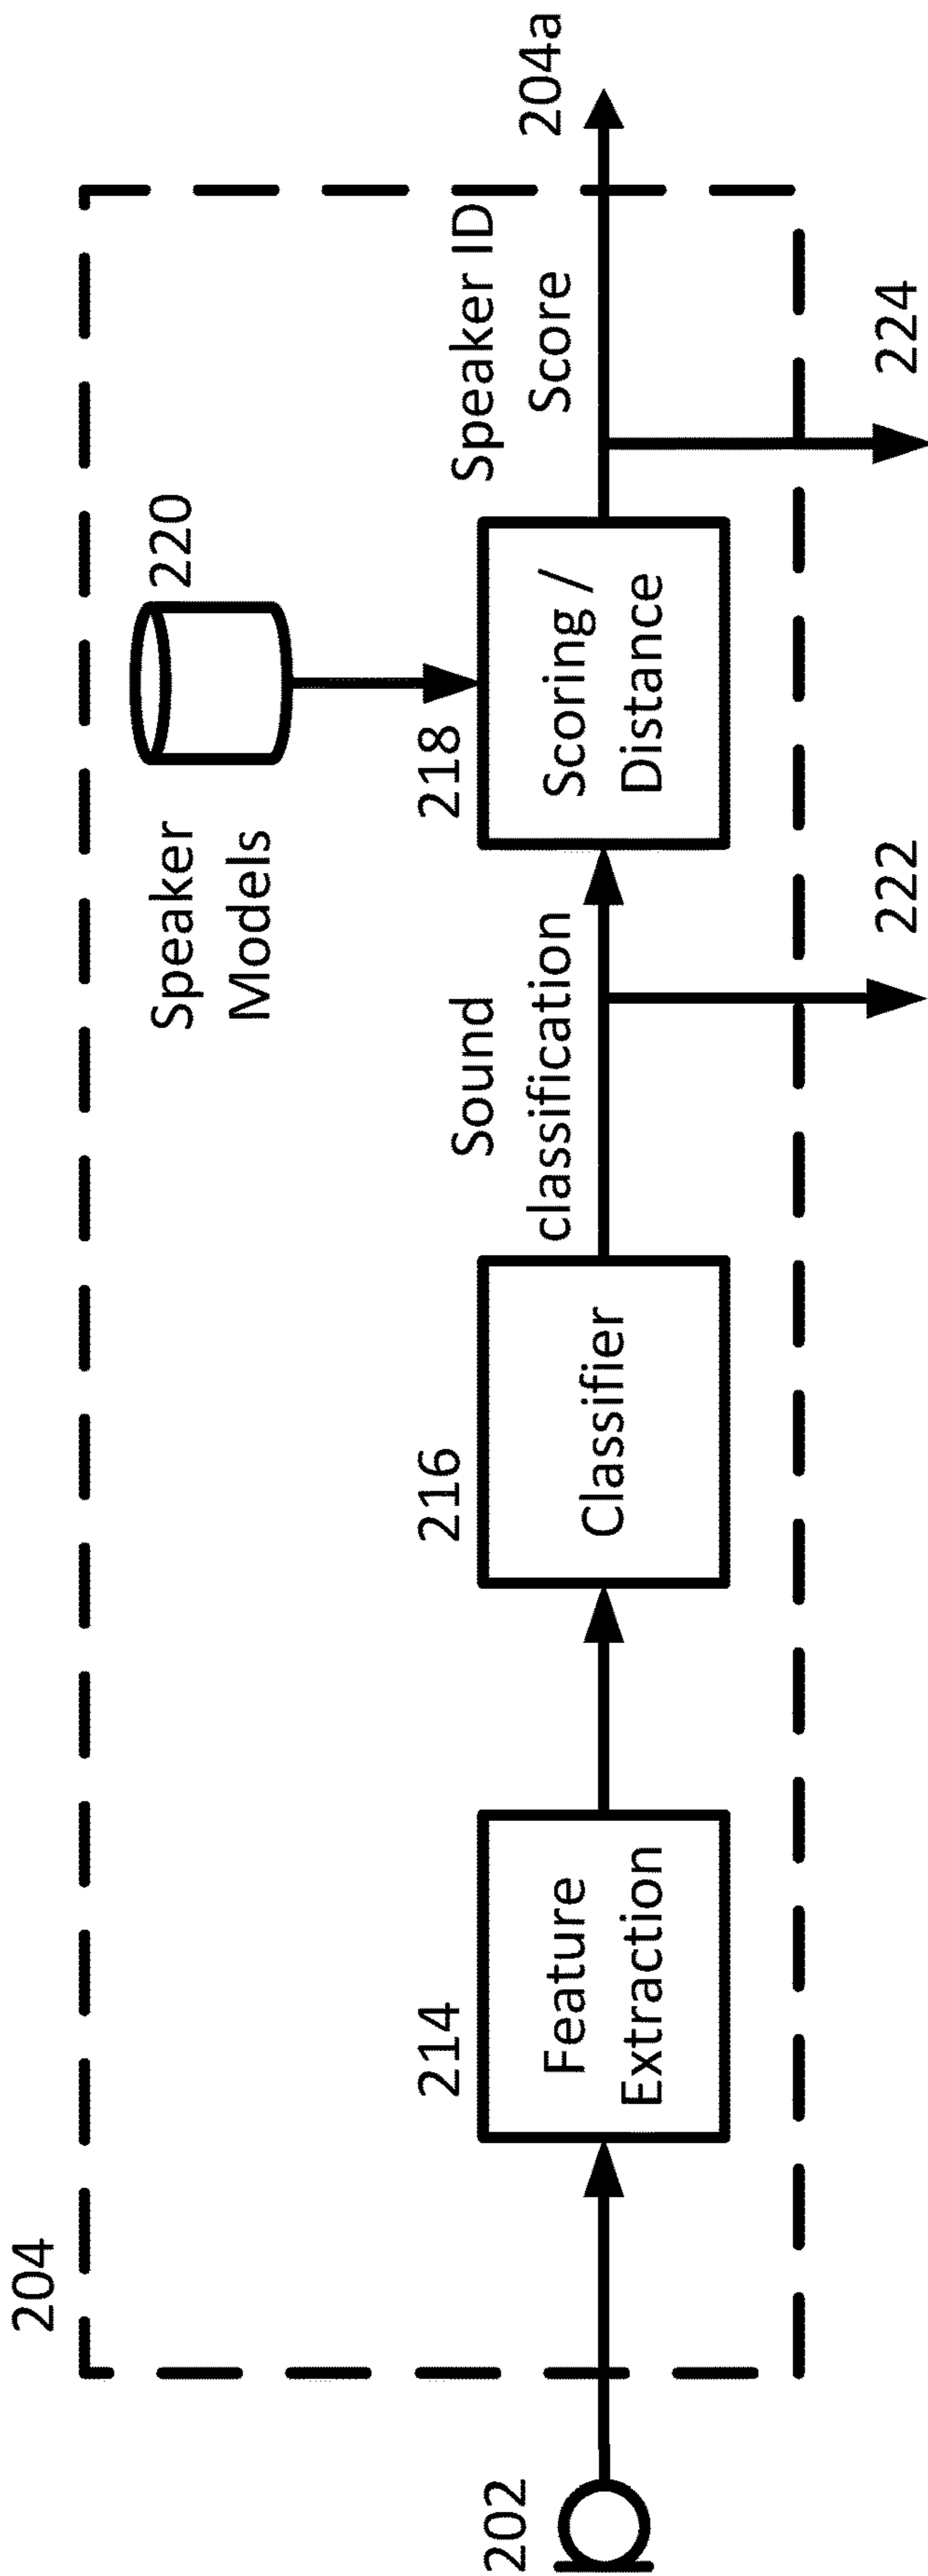 204
220
Speaker
Models
202
214
Feature
Extraction
216
Classifier
Sound
classification
218
Scoring /
Distance
Speaker ID
Score
204a
222
224